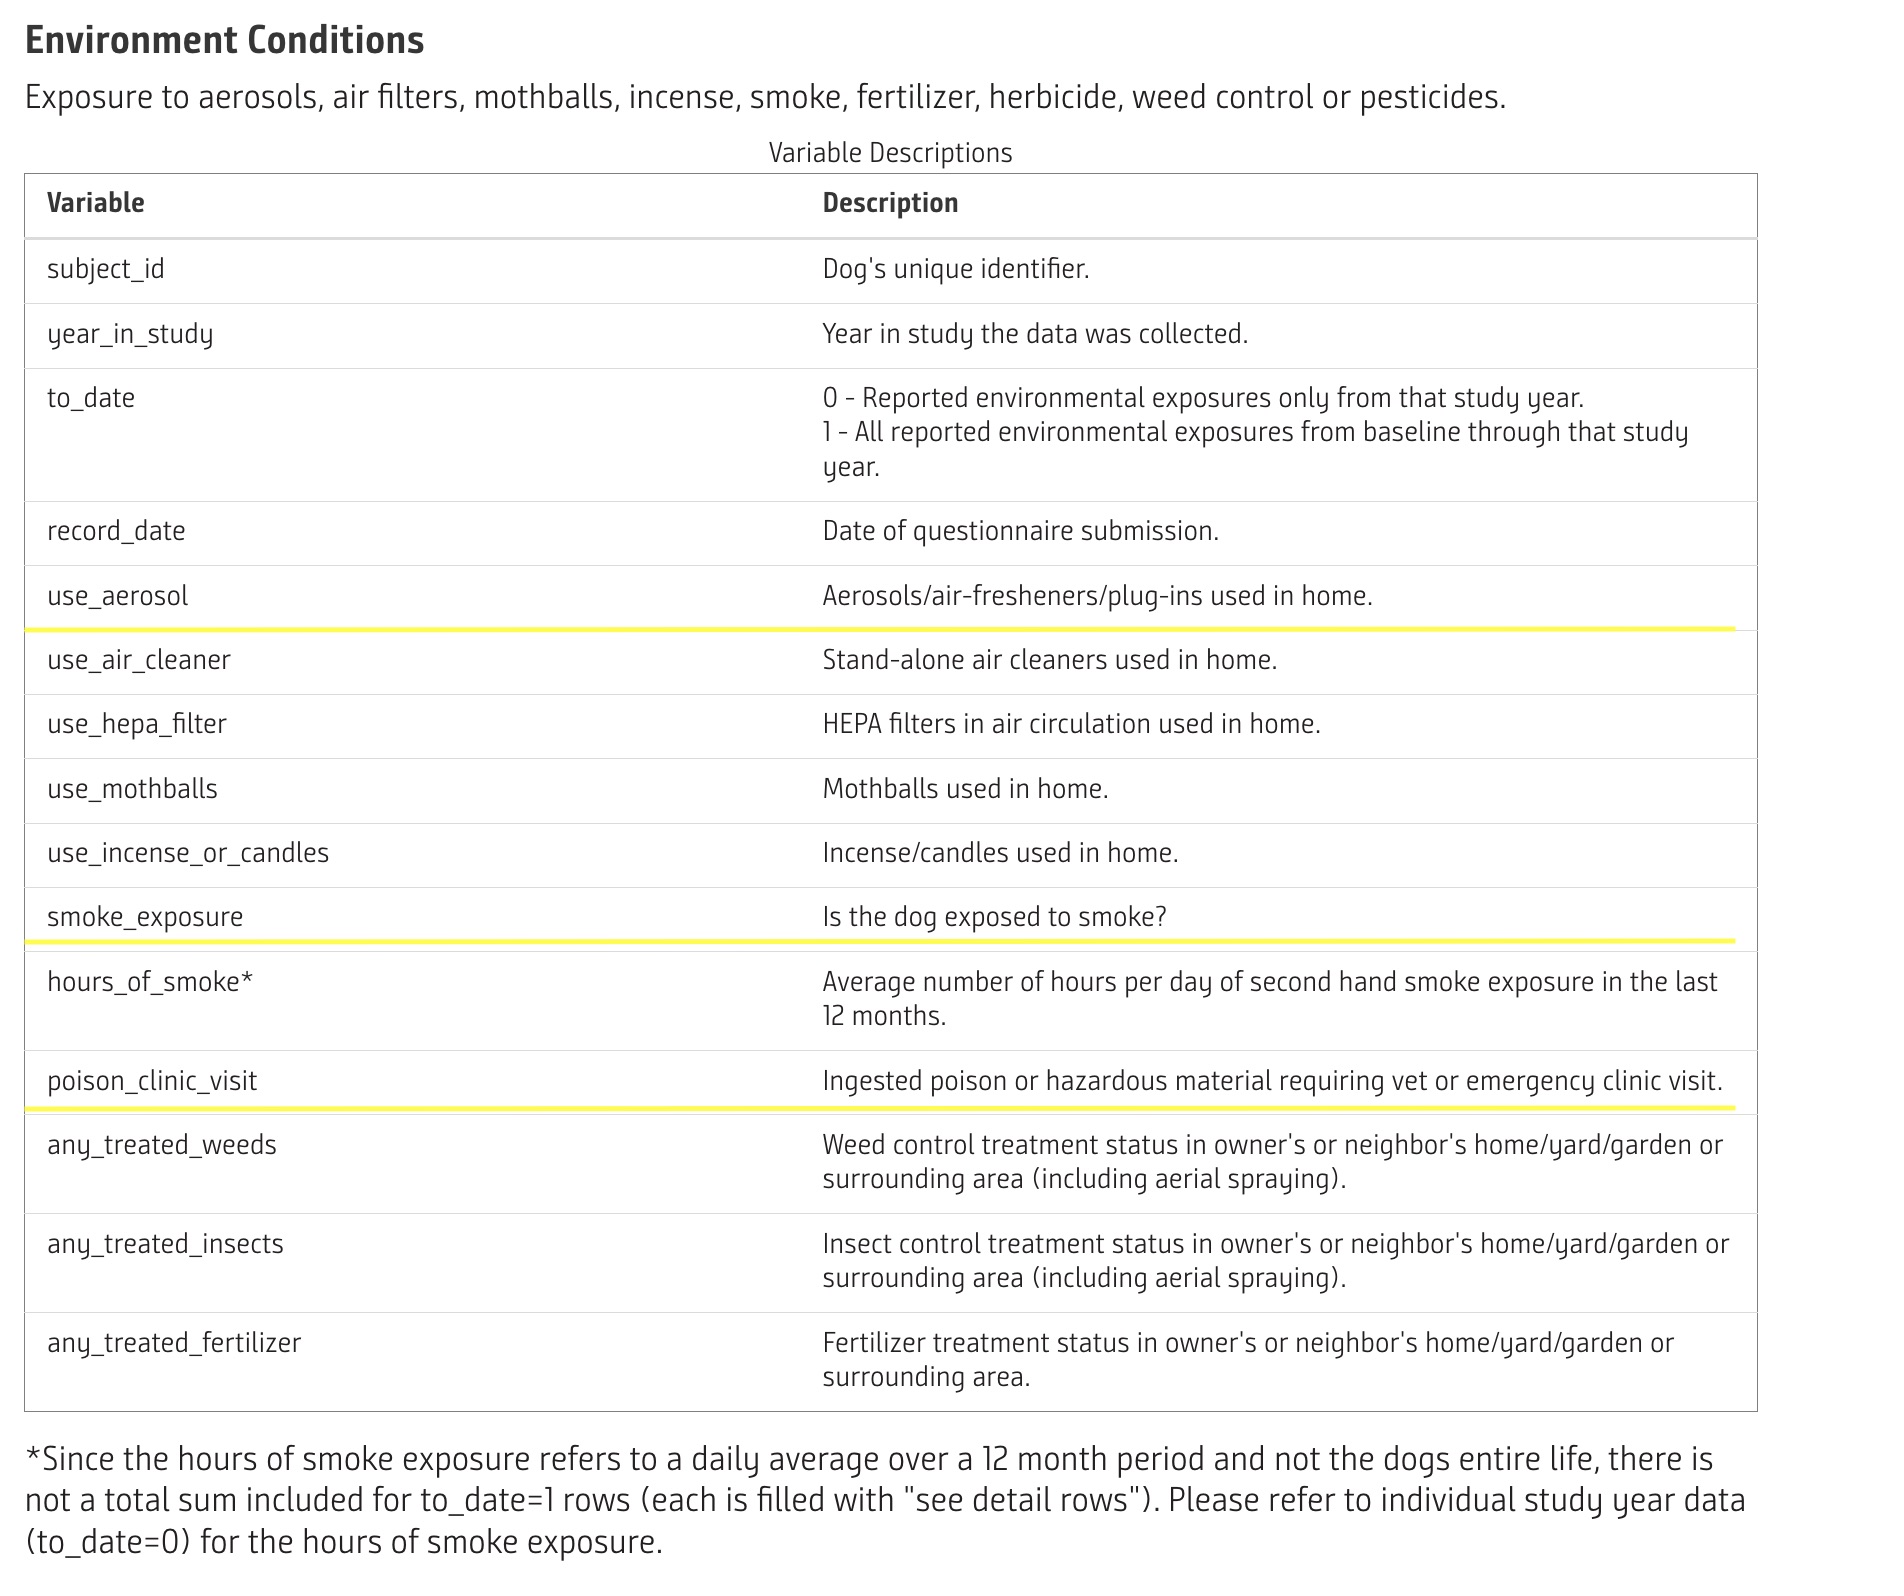 Environment Conditions
Exposure to aerosols, air filters, mothballs, incense, smoke, fertilizer, herbicide, weed control or pesticides.
Variable Descriptions
Variable Description
subject_id Dog's unique identifier.
year_in_study Year in study the data was collected.
to_date 0 - Reported environmental exposures only from that study year.
1 - All reported environmental exposures from baseline through that study
year.
record_date Date of questionnaire submission.
use_aerosol Aerosols/air-fresheners/plug-ins used in home.
use_air_cleaner Stand-alone air cleaners used in home.
use_hepa_filter HEPA filters in air circulation used in home.
use_mothballs Mothballs used in home.
use_incense_or_candles Incense/candles used in home.
smoke_exposure Is the dog exposed to smoke?
hours_of_smoke* Average number of hours per day of second hand smoke exposure in the last
12 months.
poison_clinic_visit Ingested poison or hazardous material requiring vet or emergency clinic visit.
any_treated_weeds Weed control treatment status in owner's or neighbor's home/yard/garden or
surrounding area (including aerial spraying).
any_treated_insects Insect control treatment status in owner's or neighbor's home/yard/garden or
surrounding area (including aerial spraying).
any_treated_fertilizer Fertilizer treatment status in owner's or neighbor's home/yard/garden or
surrounding area.
*Since the hours of smoke exposure refers to a daily average over a 12 month period and not the dogs entire life, there is
not a total sum included for to_date=1 rows (each is filled with "see detail rows"). Please refer to individual study year data
(to_date=0) for the hours of smoke exposure.